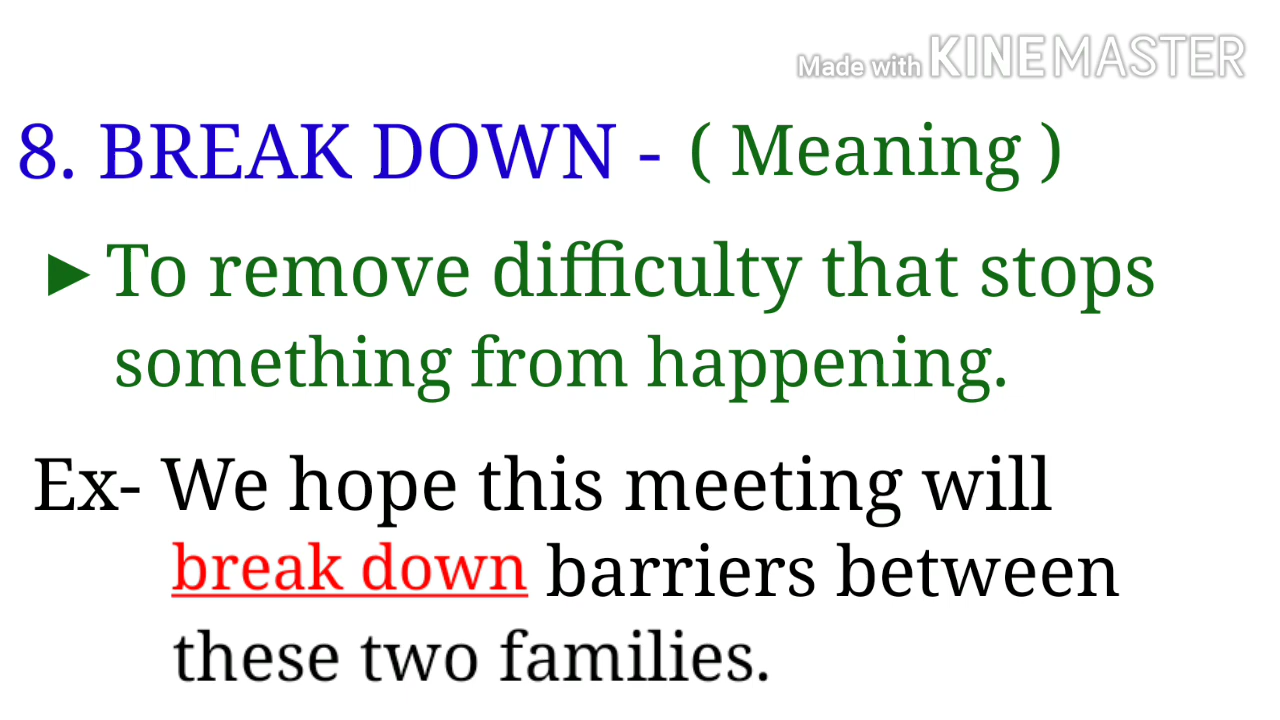 Made with KINEMASTER
8. BREAK DOWN - ( Meaning )
►To remove difficulty that stops
something from happening.
Ex- We hope this meeting will
break down barriers between
these two families.